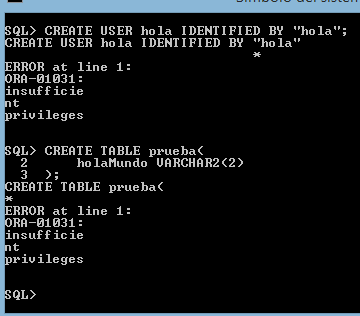 Símbolo del sistem
SQL> CREATE USER hola IDENTIFIED BY "hola";
CREATE USER hola IDENTIFIED BY "hola"
*
ERROR at line 1:
ORA-01031:
insufficie
nt
privileges
SQL> CREATE TABLE prueba(
2 holaMundo VARCHAR2(2)
3 );
CREATE TABLE prueba(
*
ERROR at line 1:
ORA-01031:
insufficie
nt
privileges
SQL>